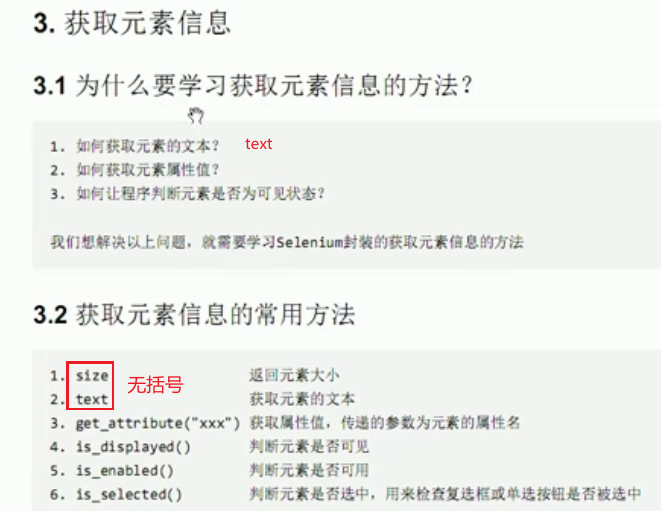 3. 获取元素信息
3.1 为什么要学习获取元素信息的方法?
1. 如何获取元素的文本? text
2. 如何获取元素属性值?
3. 如何让程序判断元素是否为可见状态?
我们想解决以上问题，就需要学习Selenium封装的获取元素信息的方法
3.2 获取元素信息的常用方法
1. size 无括号 返回元素大小
2. text 获取元素的文本
3. get_attribute("xxx") 获取属性值，传递的参数为元素的属性名
4. is_displayed() 判断元素是否可见
5. is_enabled() 判断元素是否可用
6. is_selected() 判断元素是否选中，用来检查复选框或单选按钮是否被选中